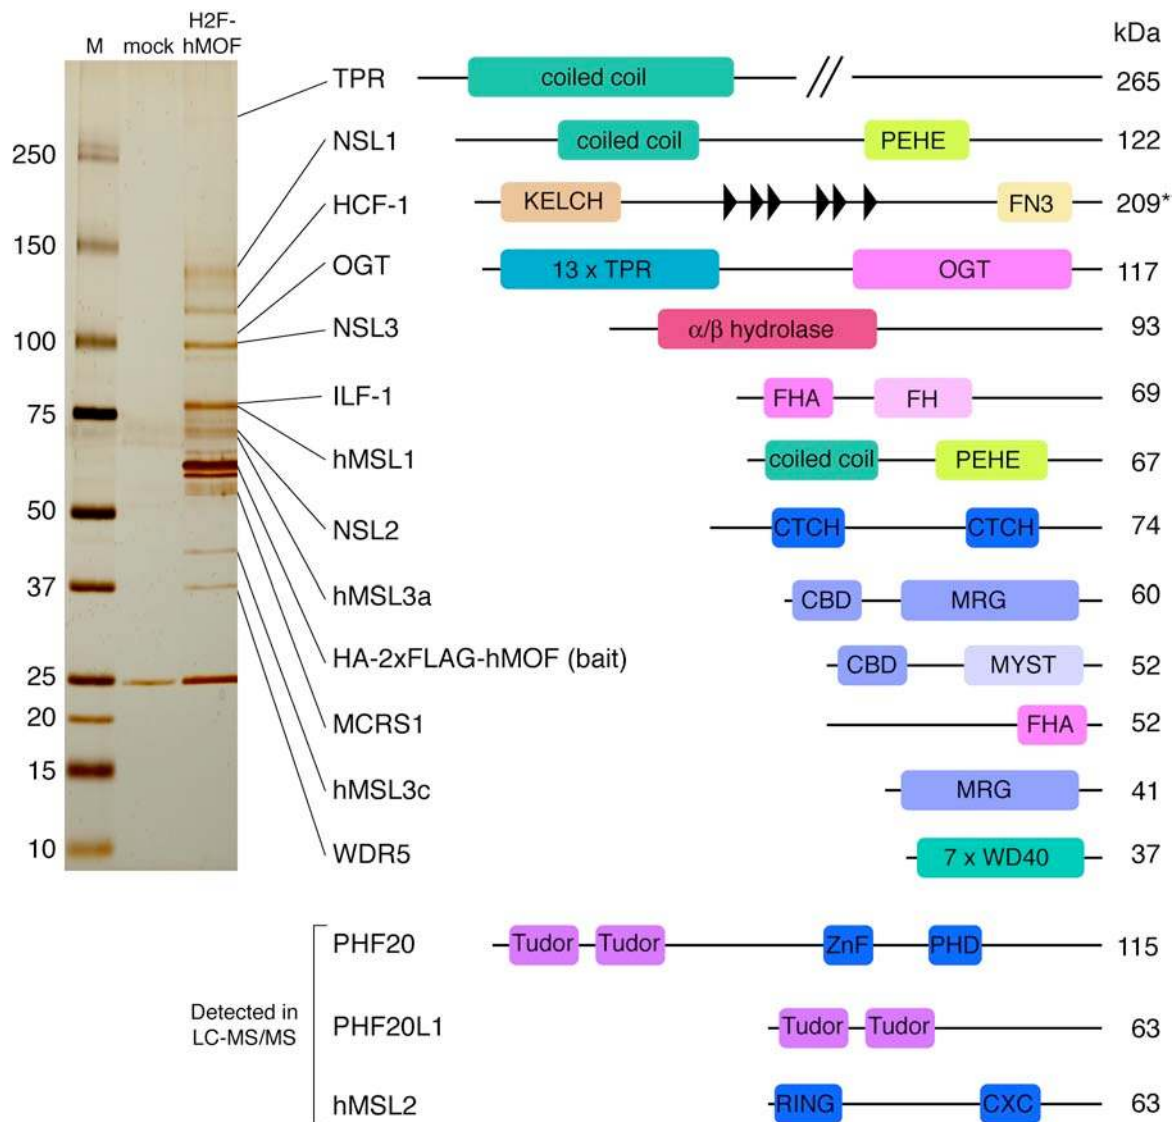 H2F-
M mock hMOF
kDa
TPR coiled coil 265
250
NSL1 coiled coil PEHE 122
HCF-1 KELCH FN3 209*
150
OGT 13 x TPR OGT 117
100
NSL3 α/β hydrolase 93
75
ILF-1 FHA FH 69
hMSL1 coiled coil PEHE 67
50
NSL2 CTCH CTCH 74
37
hMSL3a CBD MRG 60
25
HA-2xFLAG-hMOF (bait) CBD MYST 52
20
MCRS1 FHA 52
15
hMSL3c MRG 41
10
WDR5 7 x WD40 37
PHF20 Tudor Tudor ZnF PHD 115
Detected in
LC-MS/MS
PHF20L1 Tudor Tudor 63
hMSL2 RING CXC 63